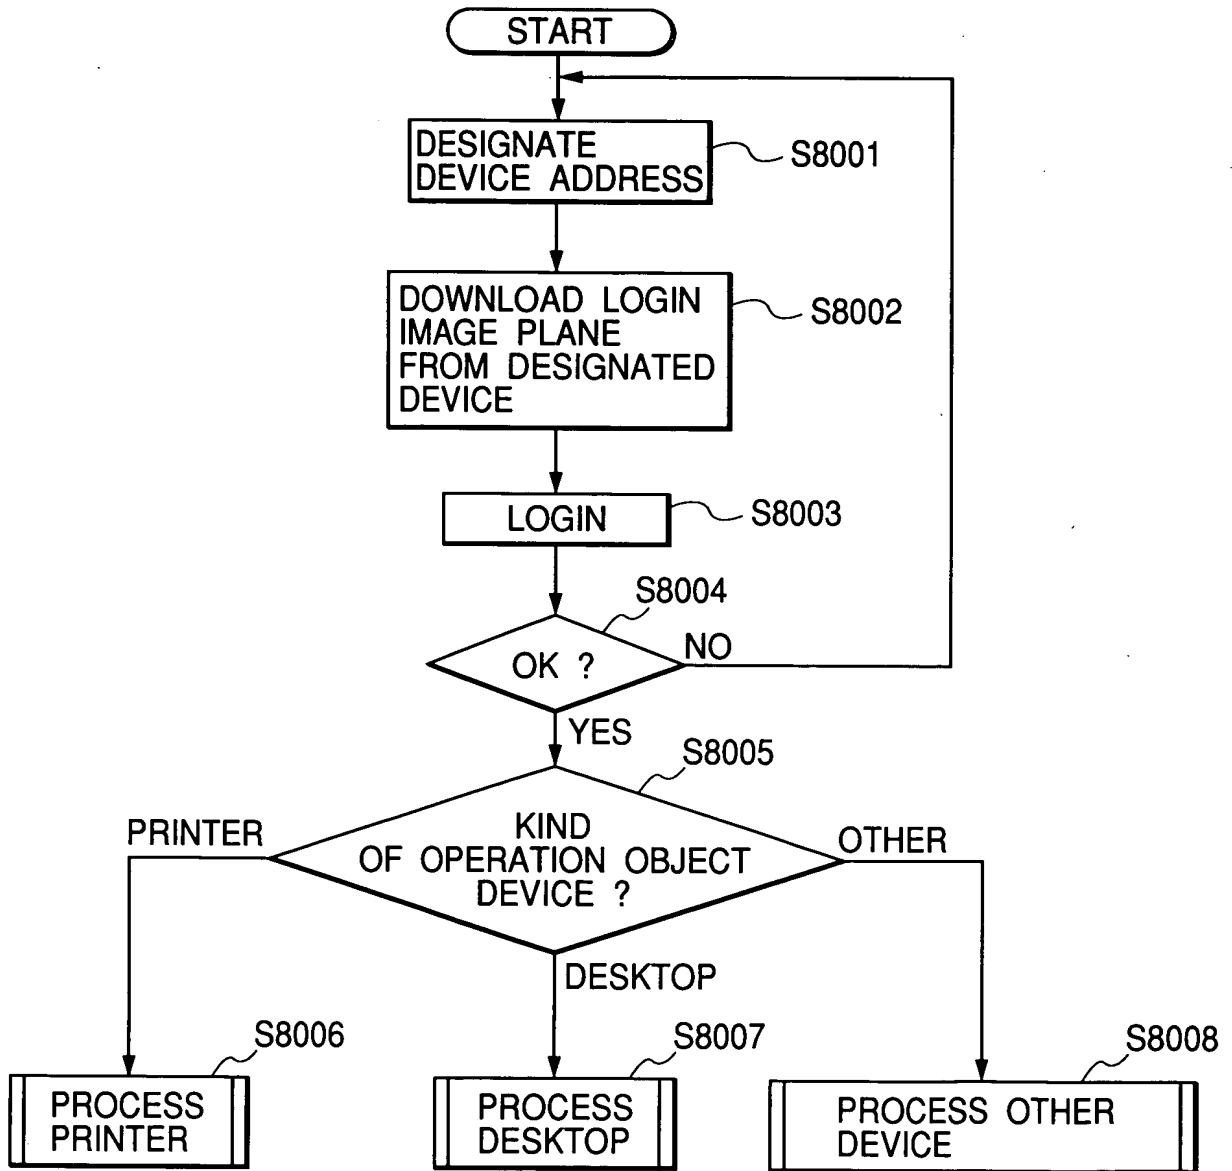 START
DESIGNATE
DEVICE ADDRESS
S8001
DOWNLOAD LOGIN
IMAGE PLANE
FROM DESIGNATED
DEVICE
S8002
LOGIN
S8003
S8004
OK ?
NO
YES
S8005
PRINTER
KIND
OF OPERATION OBJECT
DEVICE ?
OTHER
DESKTOP
S8006
PROCESS
PRINTER
S8007
PROCESS
DESKTOP
S8008
PROCESS OTHER
DEVICE